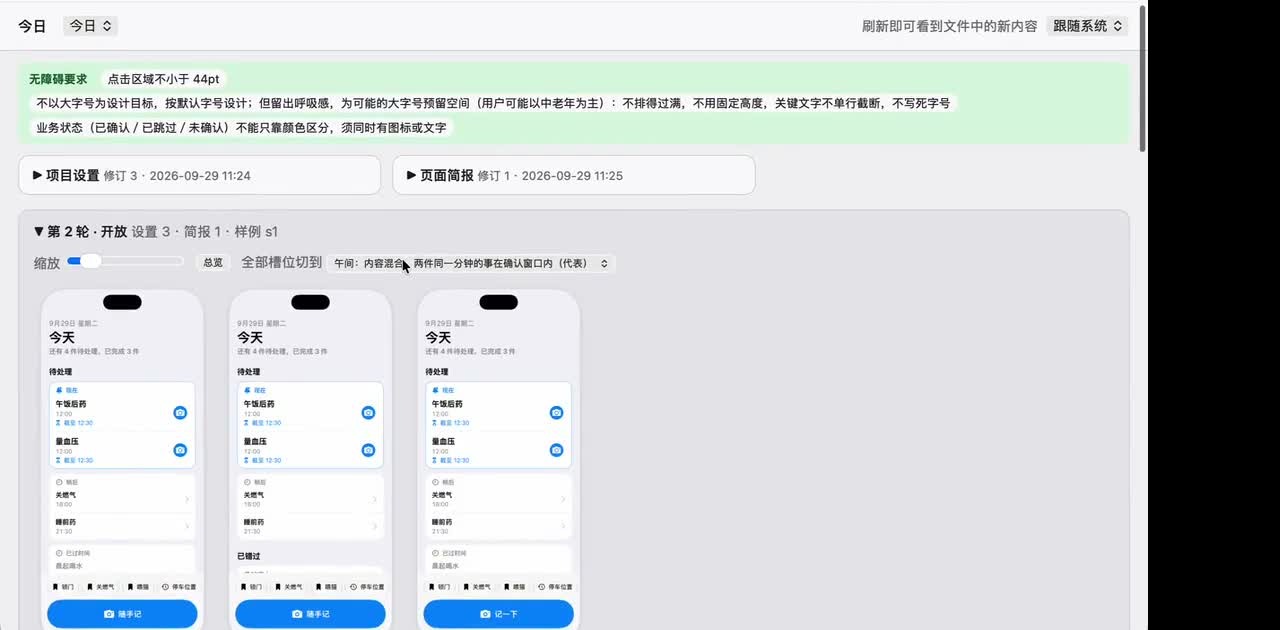 今日 今日 刷新即可看到文件中的新内容 跟随系统
无障碍要求 点击区域不小于 44pt
不以大字号为设计目标，按默认字号设计；但留出呼吸感，为可能的大字号预留空间（用户可能以中老年为主）：不排得过满，不用固定高度，关键文字不单行截断，不写死字号
业务状态（已确认 / 已跳过 / 未确认）不能只靠颜色区分，须同时有图标或文字
▶ 项目设置 修订 3 · 2026-09-29 11:24
▶ 页面简报 修订 1 · 2026-09-29 11:25
▼ 第 2 轮 · 开放 设置 3 · 简报 1 · 样例 s1
缩放 总览 全部槽位切到 午间：内容混合 两件同一分钟的事在确认窗口内（代表）
9月29日 星期二
今天
还有 4 件待处理，已完成 3 件
待处理
现在
午饭后药
12:00
截至 12:30
量血压
12:00
截至 12:30
稍后
关燃气
18:00
睡前药
21:30
已过时间
晨起喝水
锁门 关燃气 喂猫 停车位置
随手记
9月29日 星期二
今天
还有 4 件待处理，已完成 3 件
待处理
现在
午饭后药
12:00
截至 12:30
量血压
12:00
截至 12:30
稍后
关燃气
18:00
睡前药
21:30
已错过
锁门 关燃气 喂猫 停车位置
随手记
9月29日 星期二
今天
还有 4 件待处理，已完成 3 件
待处理
现在
午饭后药
12:00
截至 12:30
量血压
12:00
截至 12:30
稍后
关燃气
18:00
睡前药
21:30
已过时间
晨起喝水
锁门 关燃气 喂猫 停车位置
记一下